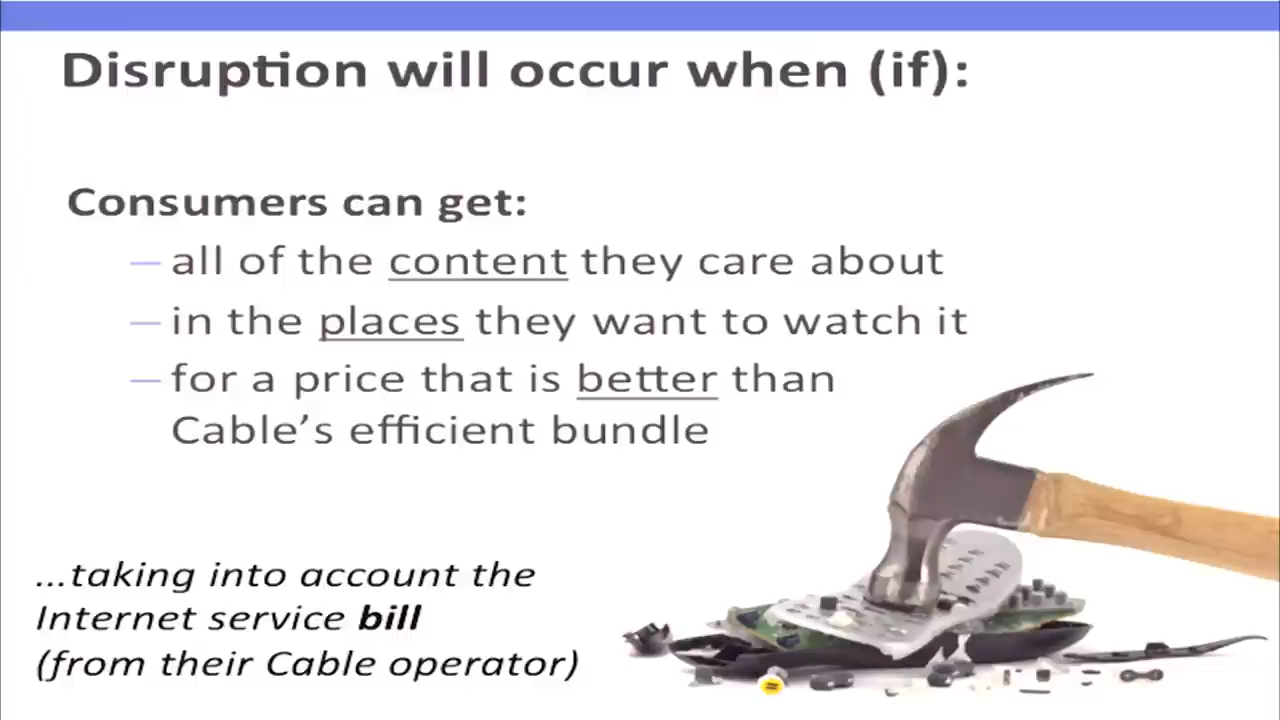 Disruption will occur when (if):
Consumers can get:
— all of the content they care about
— in the places they want to watch it
— for a price that is better than
Cable’s efficient bundle
...taking into account the
Internet service bill
(from their Cable operator)